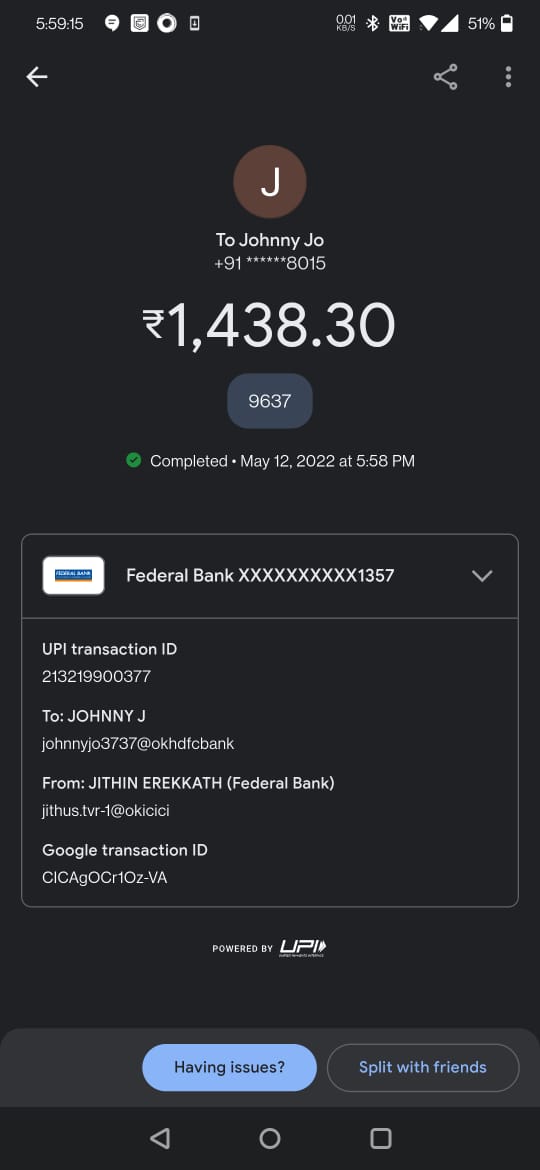 5:59:15
0.01
KB/S
Vo
WiFi
51%
J
To Johnny Jo
+91 ******8015
₹1,438.30
9637
Completed • May 12, 2022 at 5:58 PM
FEDERAL BANK
Federal Bank XXXXXXXXXX1357
UPI transaction ID
213219900377
To: JOHNNY J
johnnyjo3737@okhdfcbank
From: JITHIN EREKKATH (Federal Bank)
jithus.tvr-1@okicici
Google transaction ID
CICAgOCr1Oz-VA
POWERED BY UPI
UNIFIED PAYMENTS INTERFACE
Having issues?
Split with friends